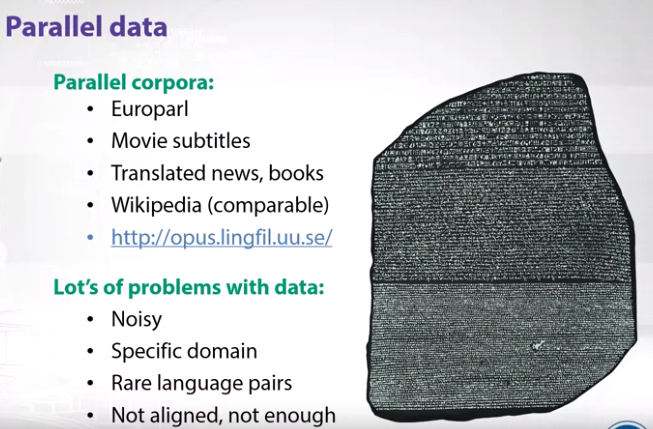 Parallel data
Parallel corpora:
• Europarl
• Movie subtitles
• Translated news, books
• Wikipedia (comparable)
• http://opus.lingfil.uu.se/
Lot's of problems with data:
• Noisy
• Specific domain
• Rare language pairs
• Not aligned, not enough